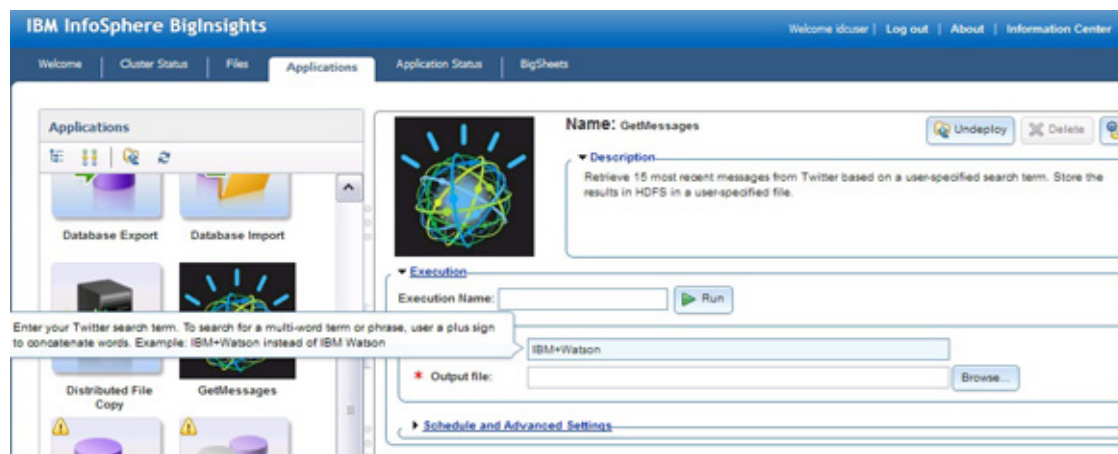 IBM InfoSphere BigInsights
Welcome idcuser | Log out | About | Information Center
Welcome | Cluster Status | Files | Applications | Application Status | BigSheets
Applications
Name: GetMessages
Undeploy
Delete
Description
Retrieve 15 most recent messages from Twitter based on a user-specified search term. Store the
results in HDFS in a user-specified file.
Database Export
Database Import
Execution
Execution Name:
Run
Enter your Twitter search term. To search for a multi-word term or phrase, user a plus sign
to concatenate words. Example: IBM+Watson instead of IBM Watson
IBM+Watson
* Output file:
Browse...
Distributed File
Copy
GetMessages
Schedule and Advanced Settings